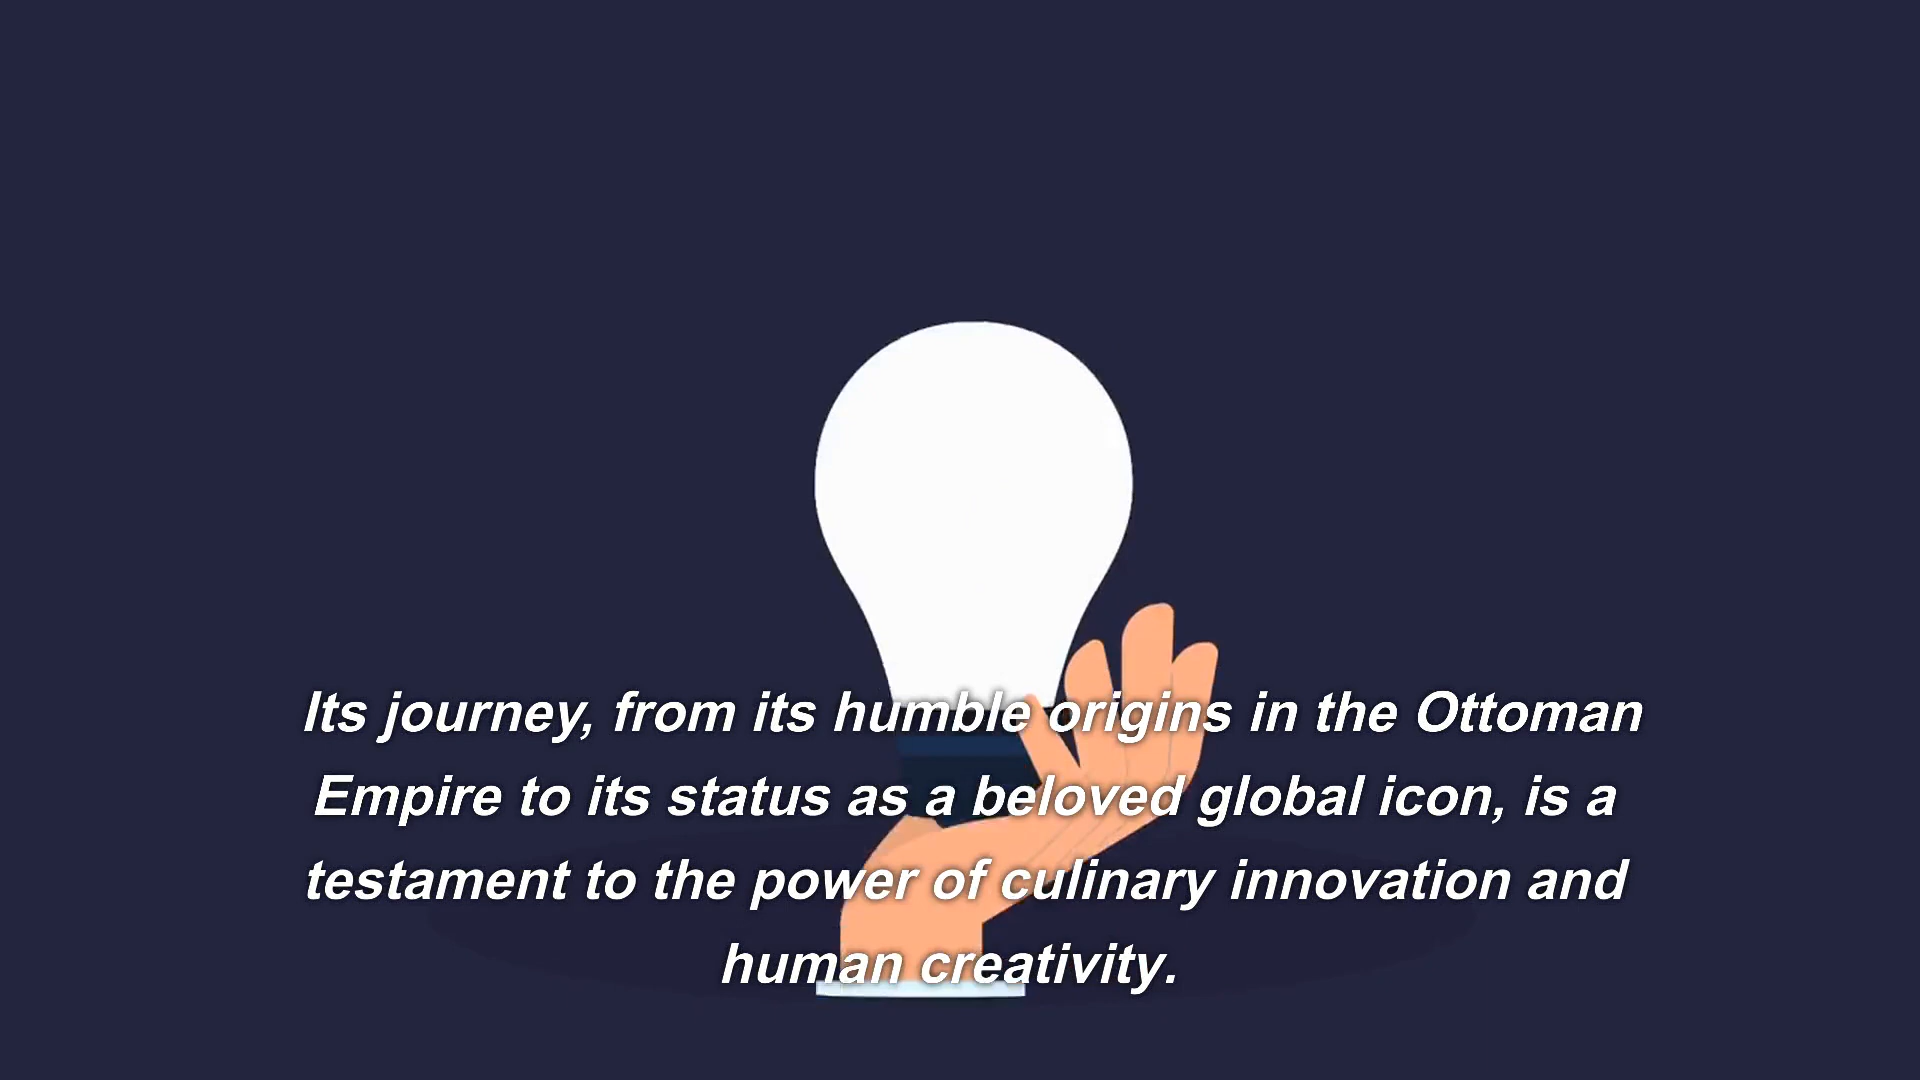 Its journey, from its humble origins in the Ottoman
Empire to its status as a beloved global icon, is a
testament to the power of culinary innovation and
human creativity.